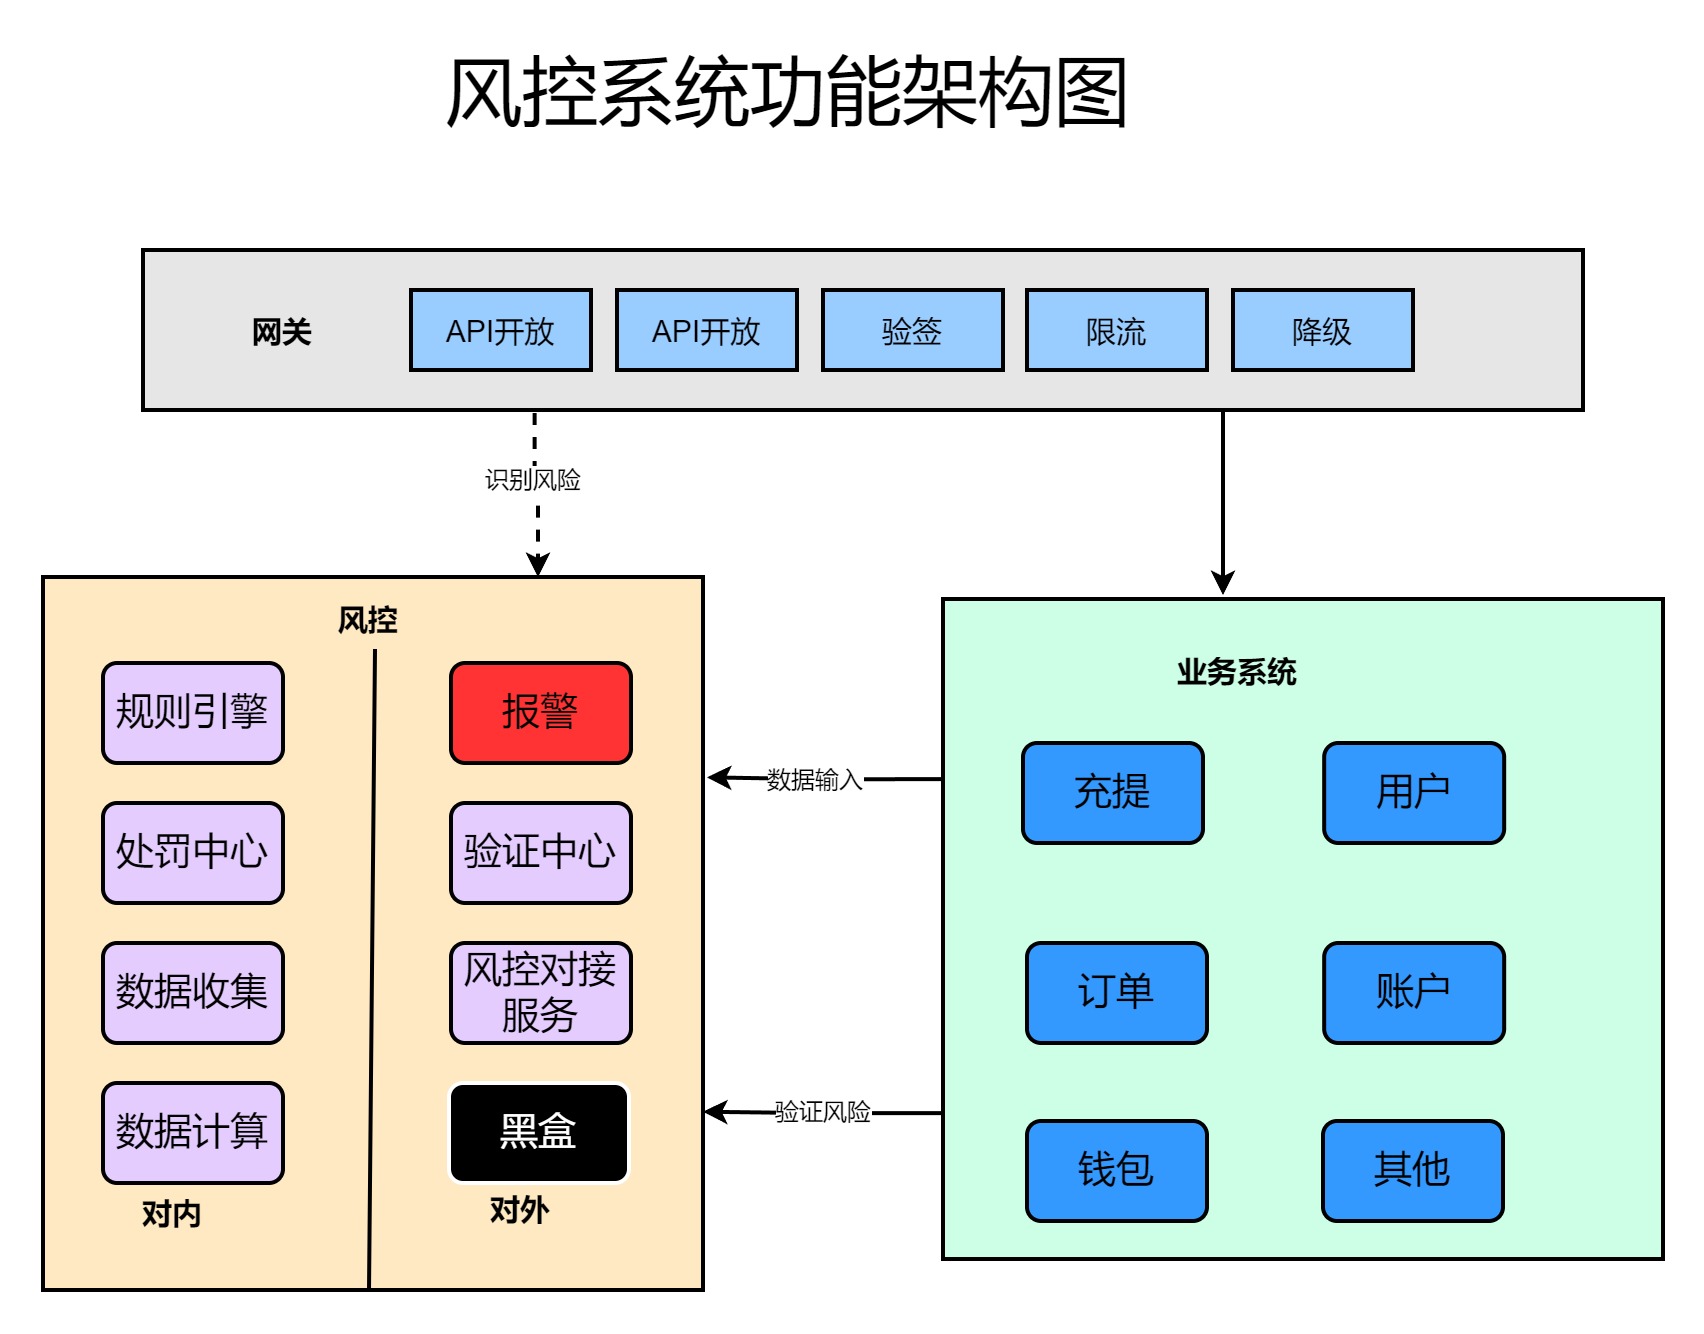 风控系统功能架构图
网关
API开放
API开放
验签
限流
降级
识别风险
风控
规则引擎
报警
处罚中心
验证中心
数据收集
风控对接
服务
数据计算
黑盒
对内
对外
数据输入
验证风险
业务系统
充提
用户
订单
账户
钱包
其他